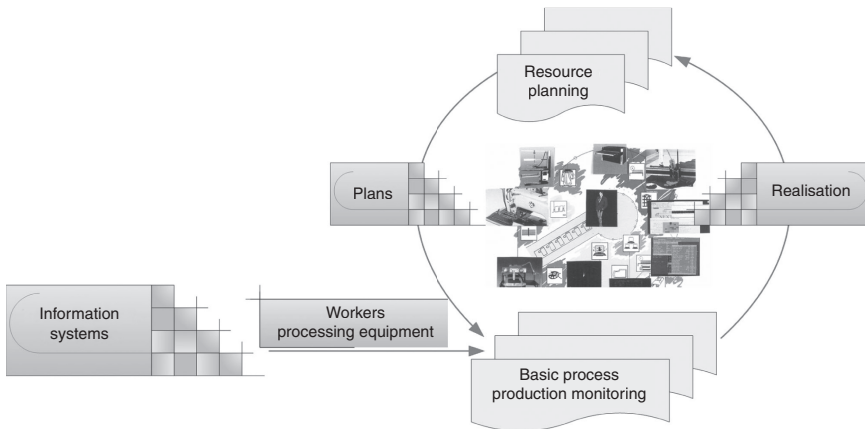 Resource
planning
Plans
Realisation
Information
systems
Workers
processing equipment
Basic process
production monitoring